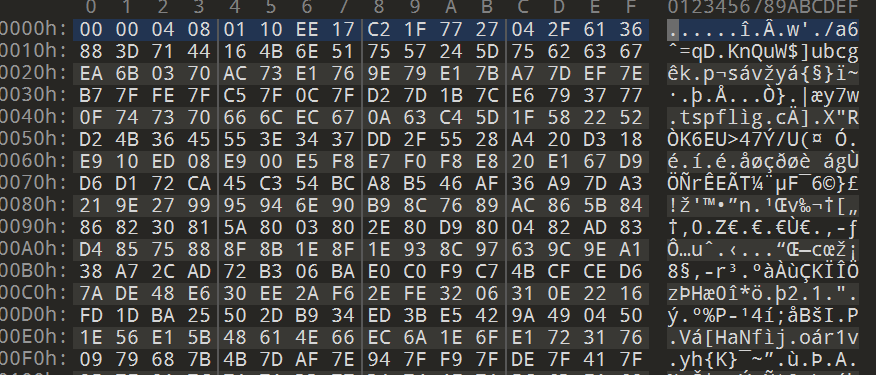 0 1 2 3 4 5 6 7 8 9 A B C D E F 0123456789ABCDEF
0000h: 00 00 04 08 01 10 EE 17 C2 1F 77 27 04 2F 61 36 ......î.Â.w'./a6
0010h: 88 3D 71 44 16 4B 6E 51 75 57 24 5D 75 62 63 67 ˆ=qD.KnQuW$]ubcg
0020h: EA 6B 03 70 AC 73 E1 76 9E 79 E1 7B A7 7D EF 7E êk.p¬sávžyá{§}ï~
0030h: B7 7F FE 7F C5 7F 0C 7F D2 7D 1B 7C E6 79 37 77 ·.þ.Å...Ò}.|æy7w
0040h: 0F 74 73 70 66 6C EC 67 0A 63 C4 5D 1F 58 22 52 .tspflìg.cÄ].X"R
0050h: D2 4B 36 45 55 3E 34 37 DD 2F 55 28 A4 20 D3 18 ÒK6EU>47Ý/U(¤ Ó.
0060h: E9 10 ED 08 E9 00 E5 F8 E7 F0 F8 E8 20 E1 67 D9 é.í.é.åøçðøè ágÙ
0070h: D6 D1 72 CA 45 C3 54 BC A8 B5 46 AF 36 A9 7D A3 ÖÑrÊEÃT¼¨µF¯6©}£
0080h: 21 9E 27 99 95 94 6E 90 B9 8C 76 89 AC 86 5B 84 !ž'™•”n.¹Œv‰¬†[„
0090h: 86 82 30 81 5A 80 03 80 2E 80 D9 80 04 82 AD 83 †‚0.Z€.€.€Ù€.‚-ƒ
00A0h: D4 85 75 88 8F 8B 1E 8F 1E 93 8C 97 63 9C 9E A1 Ô…uˆ.‹...“Œ—cœž¡
00B0h: 38 A7 2C AD 72 B3 06 BA E0 C0 F9 C7 4B CF CE D6 8§,-r³.ºàÀùÇKÏÎÖ
00C0h: 7A DE 48 E6 30 EE 2A F6 2E FE 32 06 31 0E 22 16 zÞHæ0î*ö.þ2.1.".
00D0h: FD 1D BA 25 50 2D B9 34 ED 3B E5 42 9A 49 04 50 ý.º%P-¹4í;åBšI.P
00E0h: 1E 56 E1 5B 48 61 4E 66 EC 6A 1E 6F E1 72 31 76 .Vá[HaNfìj.oár1v
00F0h: 09 79 68 7B 4B 7D AF 7E 94 7F F9 7F DE 7F 41 7F .yh{K}¯~”.ù.Þ.A.